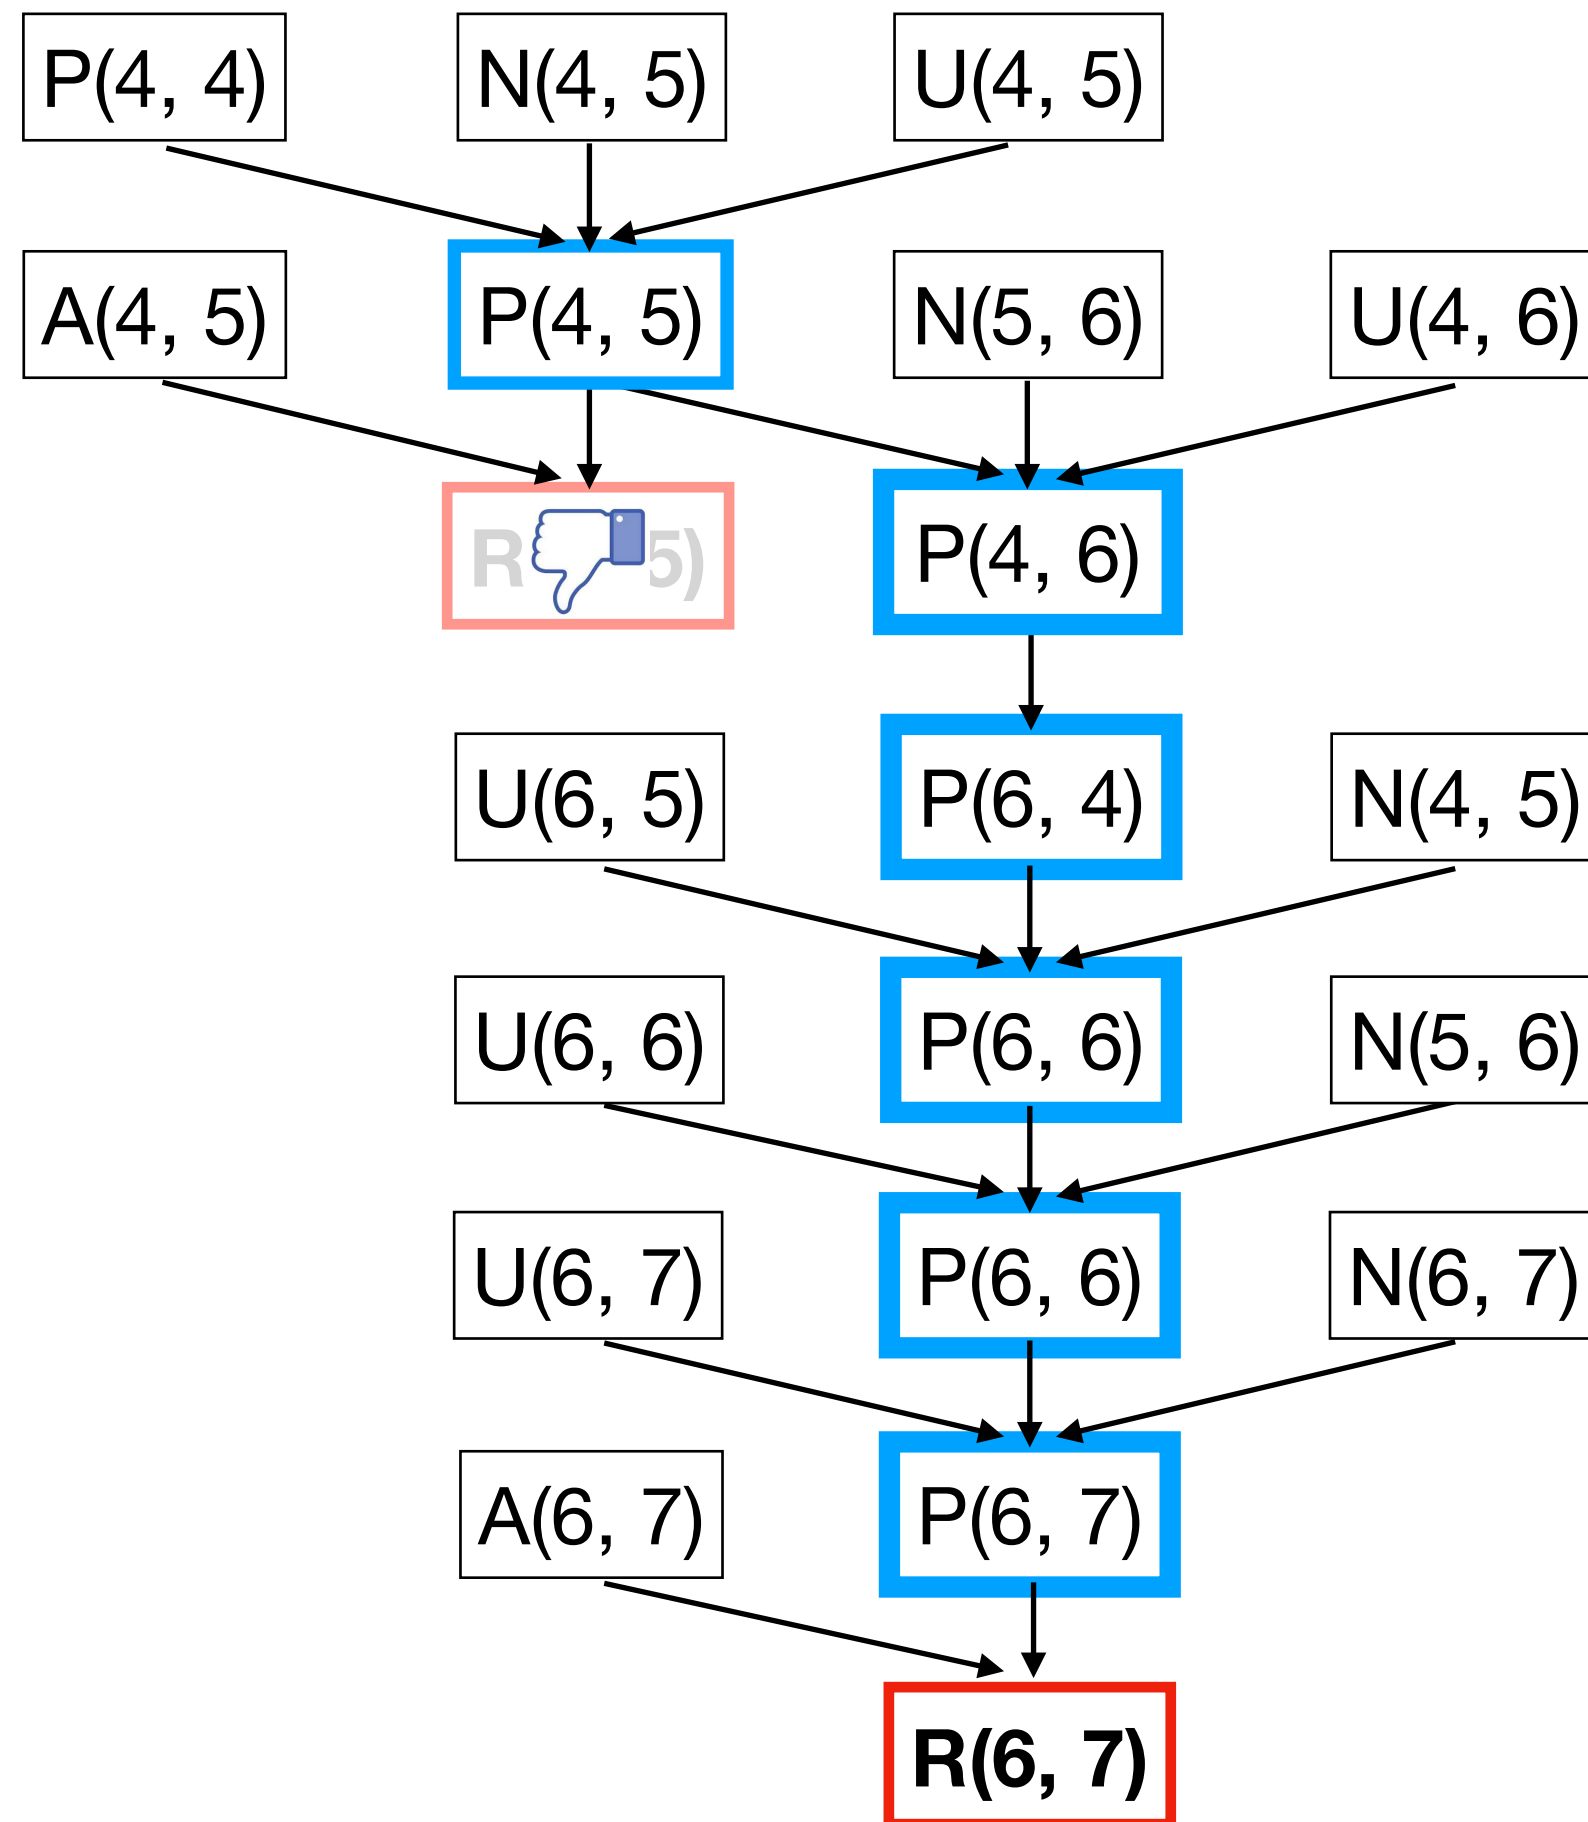 P(4, 4) N(4, 5) U(4, 5)
A(4, 5) P(4, 5) N(5, 6) U(4, 6)
R 5) P(4, 6)
U(6, 5) P(6, 4) N(4, 5)
U(6, 6) P(6, 6) N(5, 6)
U(6, 7) P(6, 6) N(6, 7)
A(6, 7) P(6, 7)
R(6, 7)